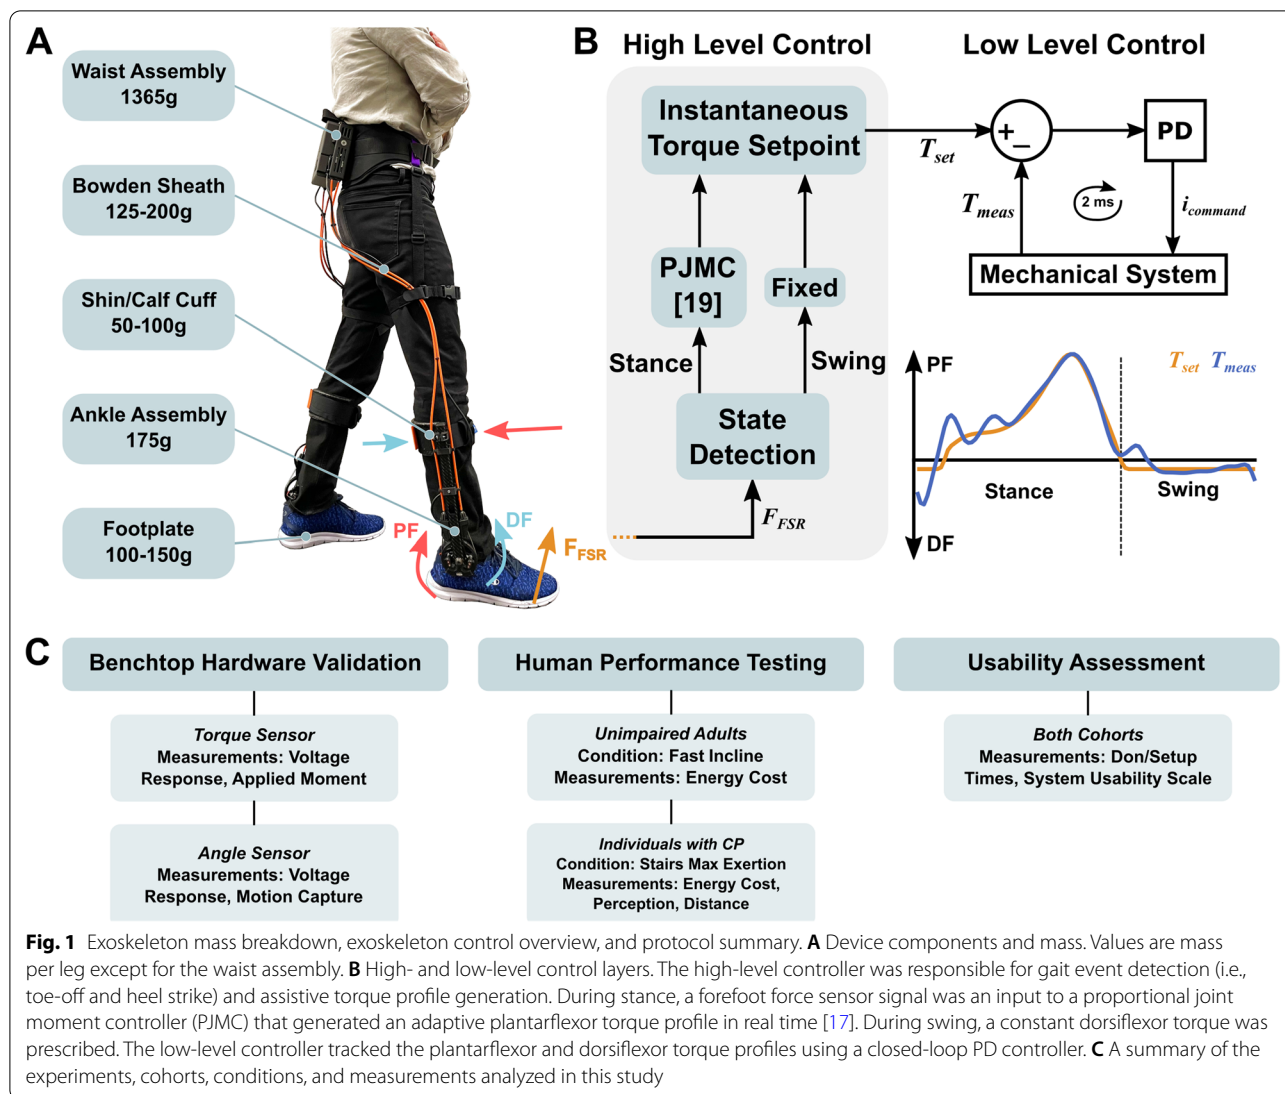 A
Waist Assembly
1365g
Bowden Sheath
125-200g
Shin/Calf Cuff
50-100g
Ankle Assembly
175g
Footplate
100-150g
PF
DF
F_FSR
B
High Level Control
Instantaneous
Torque Setpoint
PJMC
[19]
Fixed
Stance
Swing
State
Detection
F_FSR
Low Level Control
T_set
+
−
PD
T_meas
2 ms
i_command
Mechanical System
PF
T_set T_meas
Stance
Swing
DF
C
Benchtop Hardware Validation
Torque Sensor
Measurements: Voltage
Response, Applied Moment
Angle Sensor
Measurements: Voltage
Response, Motion Capture
Human Performance Testing
Unimpaired Adults
Condition: Fast Incline
Measurements: Energy Cost
Individuals with CP
Condition: Stairs Max Exertion
Measurements: Energy Cost,
Perception, Distance
Usability Assessment
Both Cohorts
Measurements: Don/Setup
Times, System Usability Scale
Fig. 1 Exoskeleton mass breakdown, exoskeleton control overview, and protocol summary. A Device components and mass. Values are mass
per leg except for the waist assembly. B High- and low-level control layers. The high-level controller was responsible for gait event detection (i.e.,
toe-off and heel strike) and assistive torque profile generation. During stance, a forefoot force sensor signal was an input to a proportional joint
moment controller (PJMC) that generated an adaptive plantarflexor torque profile in real time [17]. During swing, a constant dorsiflexor torque was
prescribed. The low-level controller tracked the plantarflexor and dorsiflexor torque profiles using a closed-loop PD controller. C A summary of the
experiments, cohorts, conditions, and measurements analyzed in this study